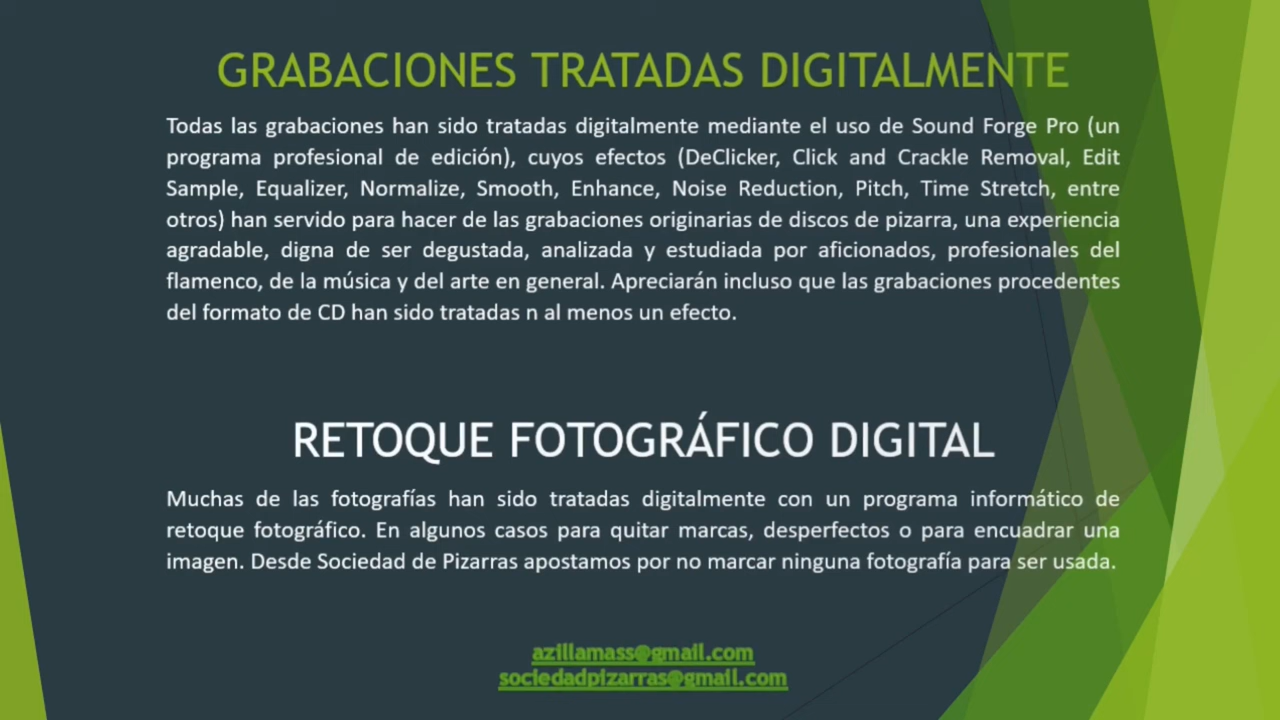 GRABACIONES TRATADAS DIGITALMENTE
Todas las grabaciones han sido tratadas digitalmente mediante el uso de Sound Forge Pro (un
programa profesional de edición), cuyos efectos (DeClicker, Click and Crackle Removal, Edit
Sample, Equalizer, Normalize, Smooth, Enhance, Noise Reduction, Pitch, Time Stretch, entre
otros) han servido para hacer de las grabaciones originarias de discos de pizarra, una experiencia
agradable, digna de ser degustada, analizada y estudiada por aficionados, profesionales del
flamenco, de la música y del arte en general. Apreciarán incluso que las grabaciones procedentes
del formato de CD han sido tratadas n al menos un efecto.
RETOQUE FOTOGRÁFICO DIGITAL
Muchas de las fotografías han sido tratadas digitalmente con un programa informático de
retoque fotográfico. En algunos casos para quitar marcas, desperfectos o para encuadrar una
imagen. Desde Sociedad de Pizarras apostamos por no marcar ninguna fotografía para ser usada.
azillamass@gmail.com
sociedadpizarras@gmail.com